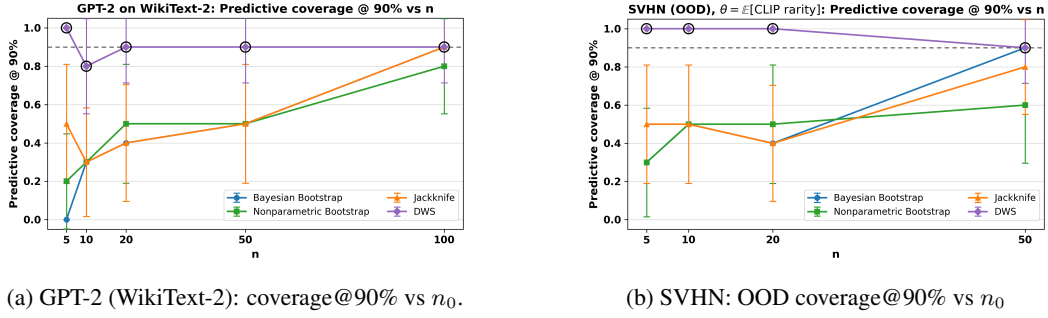 GPT-2 on WikiText-2: Predictive coverage @ 90% vs n
Predictive coverage @ 90%
1.0
0.8
0.6
0.4
0.2
0.0
Bayesian Bootstrap
Nonparametric Bootstrap
Jackknife
DWS
5 10 20 50 100
n
(a) GPT-2 (WikiText-2): coverage@90% vs n₀.
SVHN (OOD), θ = 𝔼[CLIP rarity]: Predictive coverage @ 90% vs n
Predictive coverage @ 90%
1.0
0.8
0.6
0.4
0.2
0.0
Bayesian Bootstrap
Nonparametric Bootstrap
Jackknife
DWS
5 10 20 50
n
(b) SVHN: OOD coverage@90% vs n₀